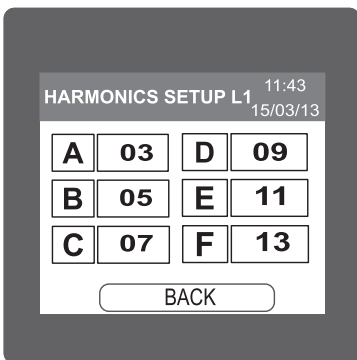 HARMONICS SETUP L1 11:43
15/03/13
A 03 D 09
B 05 E 11
C 07 F 13
BACK